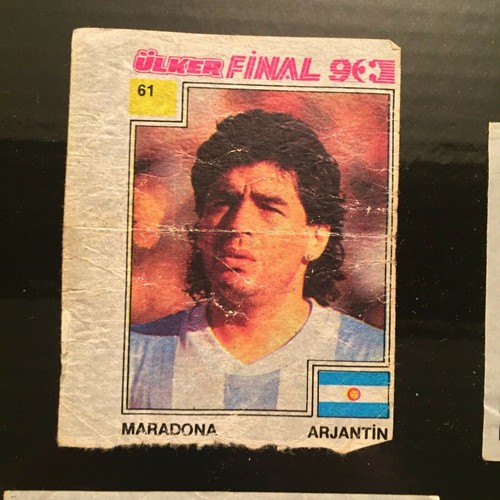 ÜLKER FİNAL 90
61
MARADONA ARJANTİN